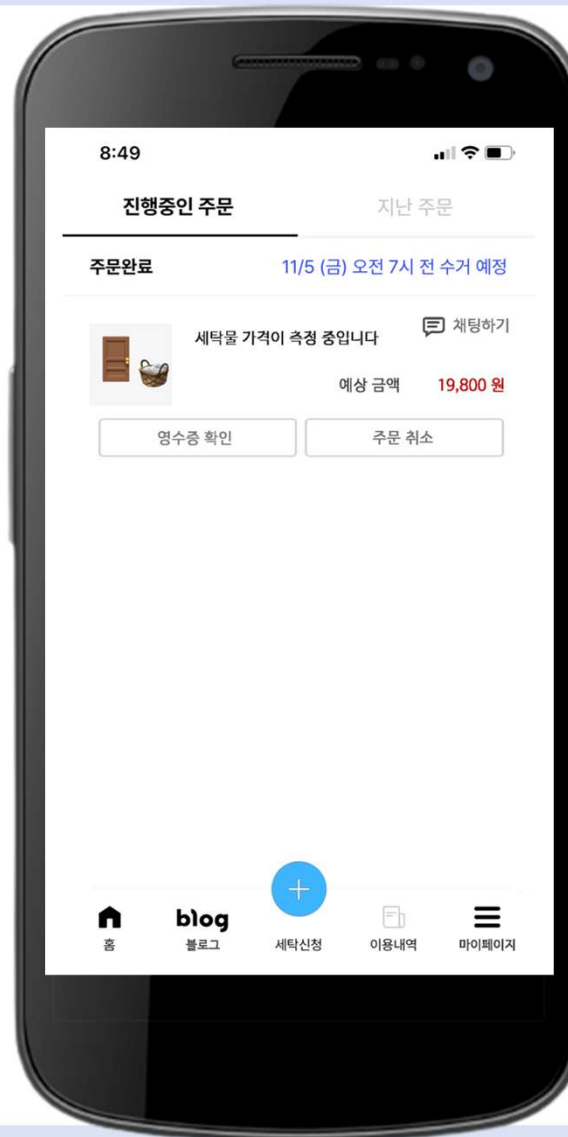 8:49
진행중인 주문 지난 주문
주문완료 11/5 (금) 오전 7시 전 수거 예정
채팅하기
세탁물 가격이 측정 중입니다
예상 금액 19,800 원
영수증 확인 주문 취소
blog
홈 블로그 세탁신청 이용내역 마이페이지